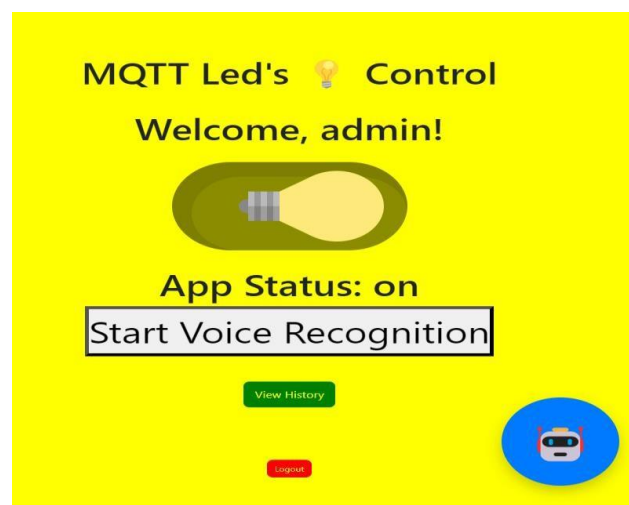 MQTT Led's 💡 Control
Welcome, admin!
App Status: on
Start Voice Recognition
View History
Logout